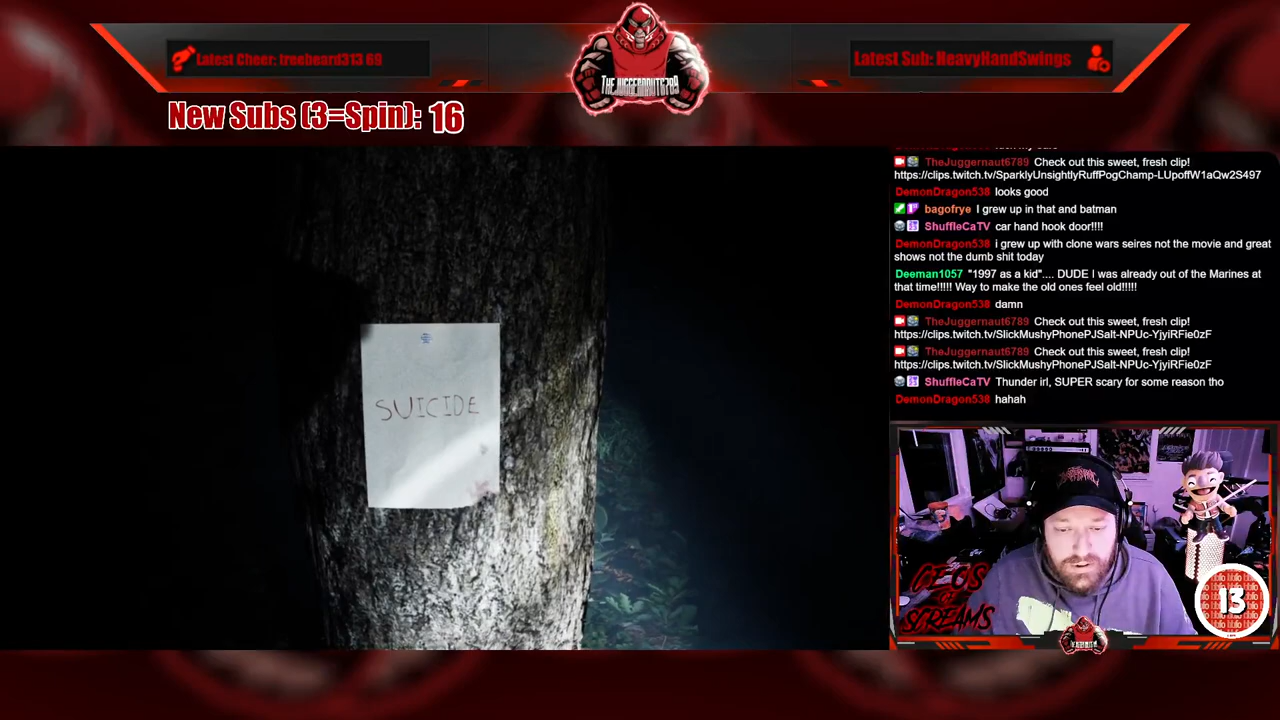 Latest Cheer: treebeard313 69
THEJUGGERNAUT6789
Latest Sub: HeavyHandSwings
New Subs (3=Spin): 16
TheJuggernaut6789 Check out this sweet, fresh clip!
https://clips.twitch.tv/SparklyUnsightlyRuffPogChamp-LUpoffW1aQw2S497
DemonDragon538 looks good
bagofrye I grew up in that and batman
ShuffleCaTV car hand hook door!!!!
DemonDragon538 i grew up with clone wars seires not the movie and great
shows not the dumb shit today
Deeman1057 "1997 as a kid".... DUDE I was already out of the Marines at
that time!!!!! Way to make the old ones feel old!!!!!
DemonDragon538 damn
TheJuggernaut6789 Check out this sweet, fresh clip!
https://clips.twitch.tv/SlickMushyPhonePJSalt-NPUc-YjyiRFie0zF
TheJuggernaut6789 Check out this sweet, fresh clip!
https://clips.twitch.tv/SlickMushyPhonePJSalt-NPUc-YjyiRFie0zF
ShuffleCaTV Thunder irl, SUPER scary for some reason tho
DemonDragon538 hahah
SUICIDE
SCREAMS
13